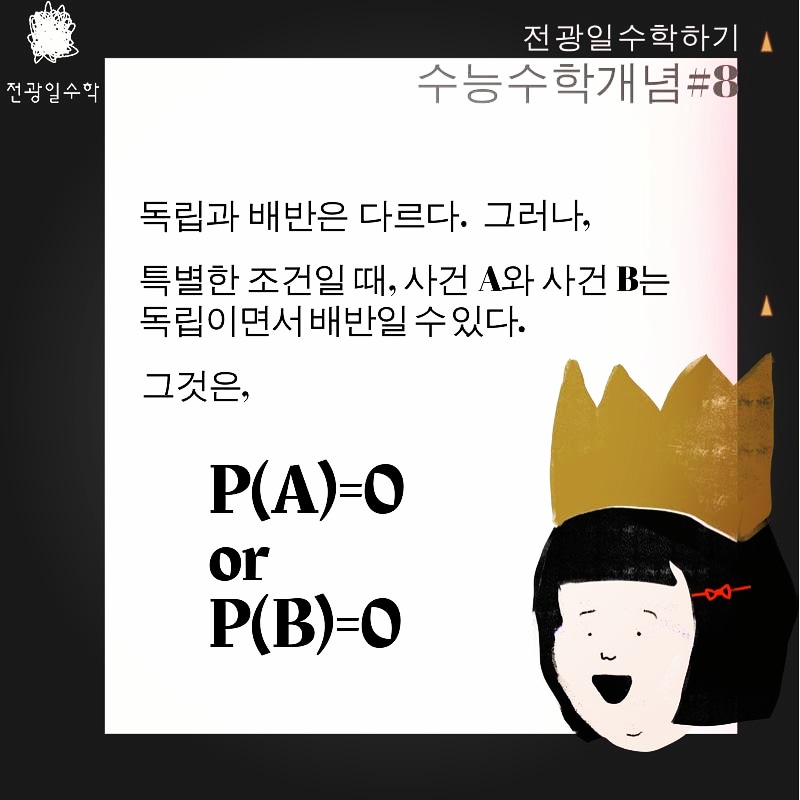 전광일수학
전광일수학하기
수능수학개념#8
독립과 배반은 다르다. 그러나,
특별한 조건일 때, 사건 A와 사건 B는
독립이면서 배반일 수 있다.
그것은,
P(A)=0
or
P(B)=0